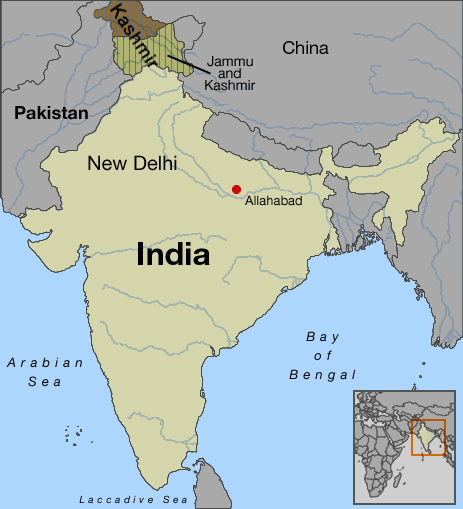 Kashmir
China
Jammu
and
Kashmir
Pakistan
New Delhi
Allahabad
India
Bay
of
Bengal
Arabian
Sea
Laccadive Sea